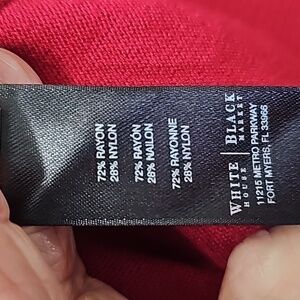 WHITE | BLACK
HOUSE | MARKET
11215 METRO PARKWAY
FORT MYERS, FL 33966
72% RAYON
28% NYLON
72% RAYÓN
28% NAILON
72% RAYONNE
28% NYLON